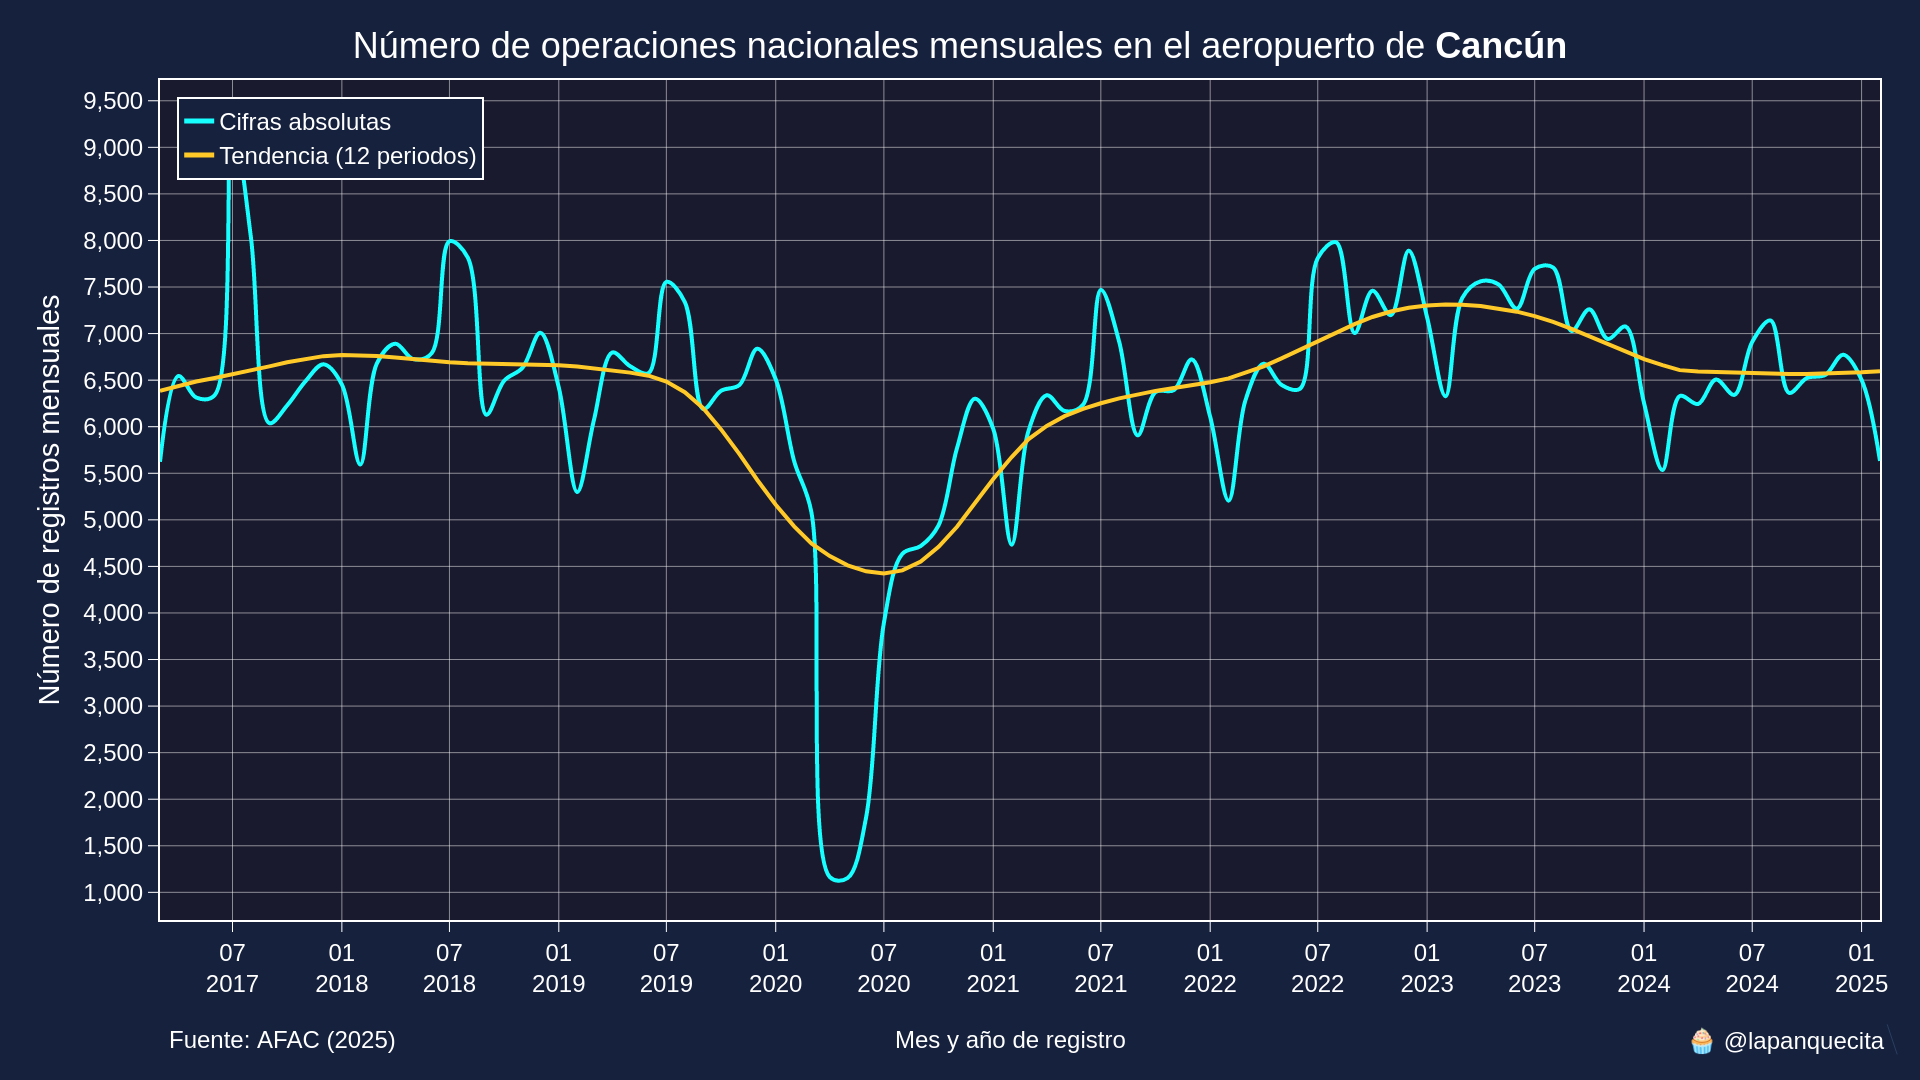 Número de operaciones nacionales mensuales en el aeropuerto de Cancún
Cifras absolutas
Tendencia (12 periodos)
Número de registros mensuales
9,500
9,000
8,500
8,000
7,500
7,000
6,500
6,000
5,500
5,000
4,500
4,000
3,500
3,000
2,500
2,000
1,500
1,000
07 01 07 01 07 01 07 01 07 01 07 01 07 01 07 01
2017 2018 2018 2019 2019 2020 2020 2021 2021 2022 2022 2023 2023 2024 2024 2025
Fuente: AFAC (2025) Mes y año de registro 🧁 @lapanquecita